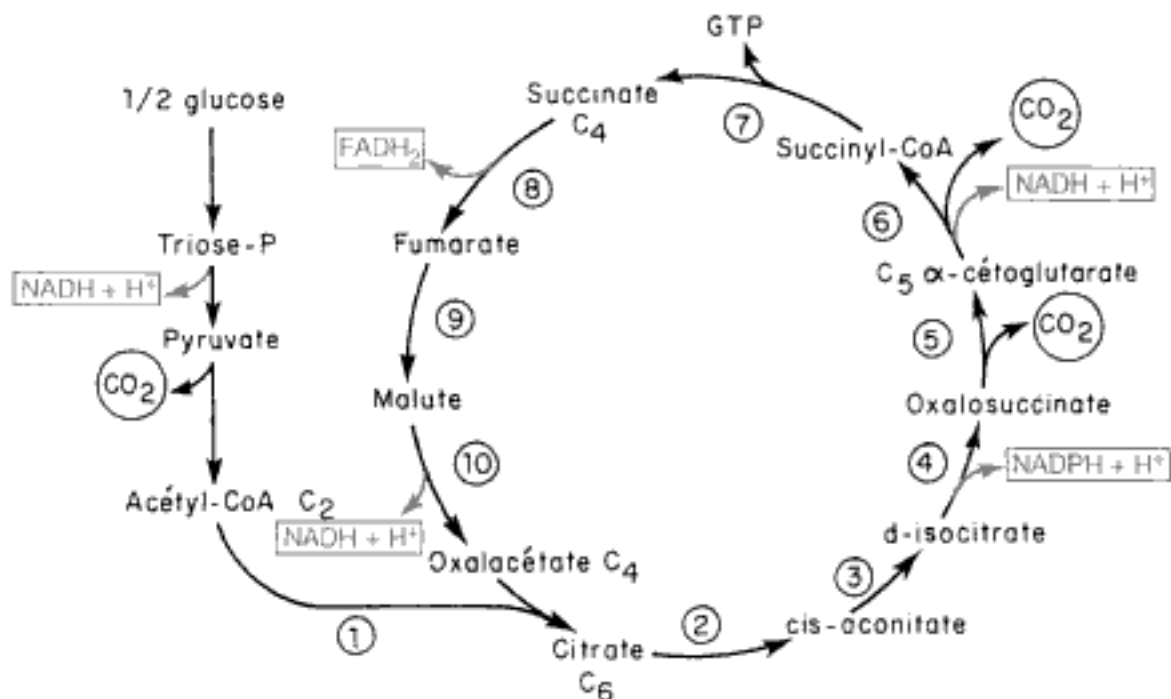 GTP
1/2 glucose
Succinate
C4
7
CO2
FADH2
8
Succinyl-CoA
NADH + H+
6
Triose-P
Fumarate
C5 α-cétoglutarate
NADH + H+
9
Pyruvate
5
CO2
CO2
Malute
Oxalosuccinate
10
4
NADPH + H+
Acétyl-CoA C2
NADH + H+
d-isocitrate
Oxalacétate C4
3
1
2
cis-aconitate
Citrate
C6